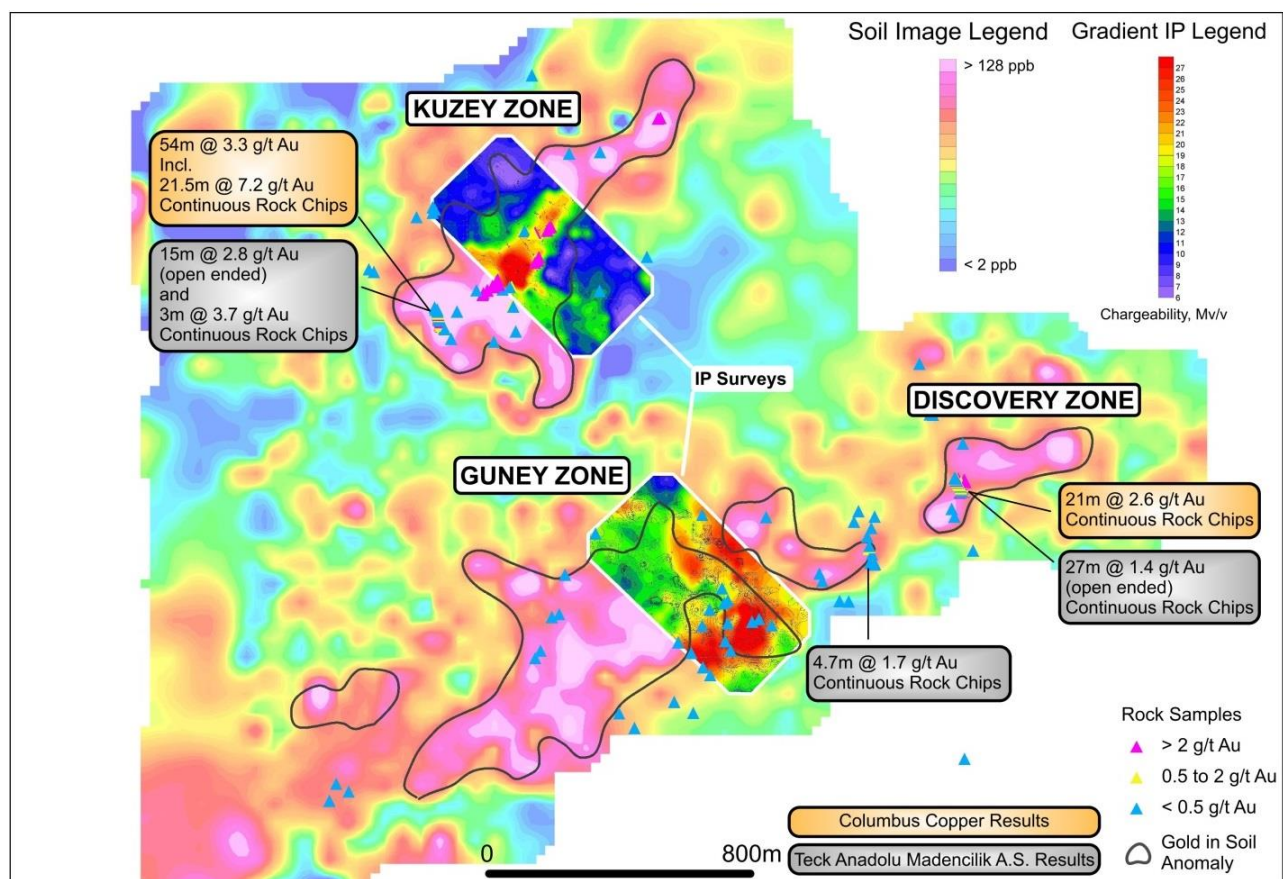 Soil Image Legend
> 128 ppb
< 2 ppb
Gradient IP Legend
27
26
25
24
23
22
21
20
19
18
17
16
15
14
13
12
11
10
9
8
7
6
Chargeability, Mv/v
KUZEY ZONE
54m @ 3.3 g/t Au
Incl.
21.5m @ 7.2 g/t Au
Continuous Rock Chips
15m @ 2.8 g/t Au
(open ended)
and
3m @ 3.7 g/t Au
Continuous Rock Chips
IP Surveys
DISCOVERY ZONE
GUNEY ZONE
21m @ 2.6 g/t Au
Continuous Rock Chips
27m @ 1.4 g/t Au
(open ended)
Continuous Rock Chips
4.7m @ 1.7 g/t Au
Continuous Rock Chips
Rock Samples
> 2 g/t Au
0.5 to 2 g/t Au
< 0.5 g/t Au
Gold in Soil
Anomaly
Columbus Copper Results
Teck Anadolu Madencilik A.S. Results
0 800m